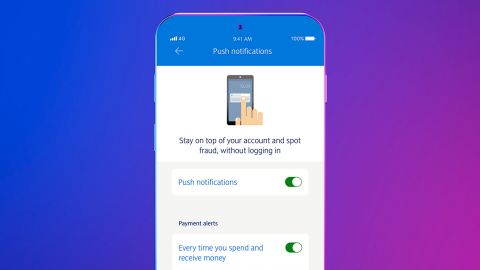 4G 9:41 AM 100%
Push notifications
Stay on top of your account and spot
fraud, without logging in
Push notifications
Payment alerts
Every time you spend and
receive money